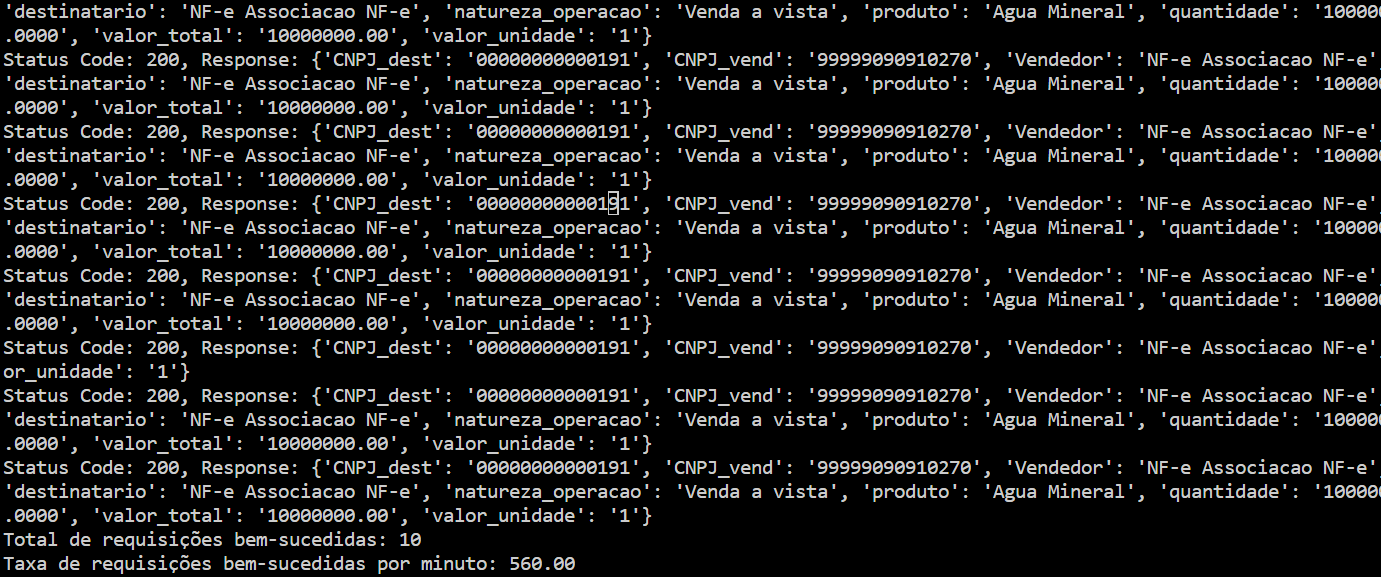 'destinatario': 'NF-e Associacao NF-e', 'natureza_operacao': 'Venda a vista', 'produto': 'Agua Mineral', 'quantidade': '10000
.0000', 'valor_total': '10000000.00', 'valor_unidade': '1'}
Status Code: 200, Response: {'CNPJ_dest': '00000000000191', 'CNPJ_vend': '99999090910270', 'Vendedor': 'NF-e Associacao NF-e',
'destinatario': 'NF-e Associacao NF-e', 'natureza_operacao': 'Venda a vista', 'produto': 'Agua Mineral', 'quantidade': '10000
.0000', 'valor_total': '10000000.00', 'valor_unidade': '1'}
Status Code: 200, Response: {'CNPJ_dest': '00000000000191', 'CNPJ_vend': '99999090910270', 'Vendedor': 'NF-e Associacao NF-e',
'destinatario': 'NF-e Associacao NF-e', 'natureza_operacao': 'Venda a vista', 'produto': 'Agua Mineral', 'quantidade': '10000
.0000', 'valor_total': '10000000.00', 'valor_unidade': '1'}
Status Code: 200, Response: {'CNPJ_dest': '00000000000191', 'CNPJ_vend': '99999090910270', 'Vendedor': 'NF-e Associacao NF-e',
'destinatario': 'NF-e Associacao NF-e', 'natureza_operacao': 'Venda a vista', 'produto': 'Agua Mineral', 'quantidade': '10000
.0000', 'valor_total': '10000000.00', 'valor_unidade': '1'}
Status Code: 200, Response: {'CNPJ_dest': '00000000000191', 'CNPJ_vend': '99999090910270', 'Vendedor': 'NF-e Associacao NF-e',
'destinatario': 'NF-e Associacao NF-e', 'natureza_operacao': 'Venda a vista', 'produto': 'Agua Mineral', 'quantidade': '10000
.0000', 'valor_total': '10000000.00', 'valor_unidade': '1'}
Status Code: 200, Response: {'CNPJ_dest': '00000000000191', 'CNPJ_vend': '99999090910270', 'Vendedor': 'NF-e Associacao NF-e',
or_unidade': '1'}
Status Code: 200, Response: {'CNPJ_dest': '00000000000191', 'CNPJ_vend': '99999090910270', 'Vendedor': 'NF-e Associacao NF-e',
'destinatario': 'NF-e Associacao NF-e', 'natureza_operacao': 'Venda a vista', 'produto': 'Agua Mineral', 'quantidade': '10000
.0000', 'valor_total': '10000000.00', 'valor_unidade': '1'}
Status Code: 200, Response: {'CNPJ_dest': '00000000000191', 'CNPJ_vend': '99999090910270', 'Vendedor': 'NF-e Associacao NF-e',
'destinatario': 'NF-e Associacao NF-e', 'natureza_operacao': 'Venda a vista', 'produto': 'Agua Mineral', 'quantidade': '10000
.0000', 'valor_total': '10000000.00', 'valor_unidade': '1'}
Total de requisições bem-sucedidas: 10
Taxa de requisições bem-sucedidas por minuto: 560.00